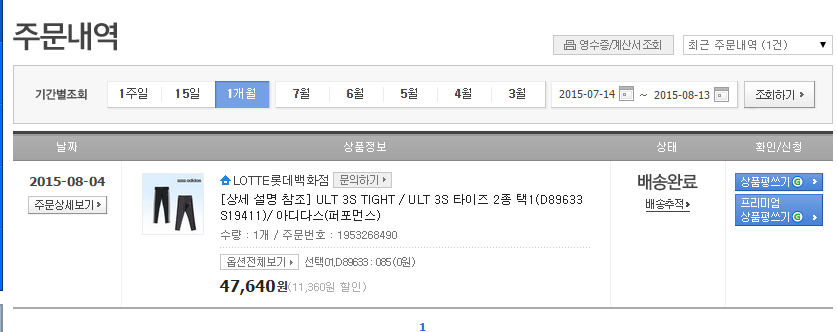 주문내역
영수증/계산서 조회
최근 주문내역 (1건)
기간별조회 1주일 15일 1개월 7월 6월 5월 4월 3월 2015-07-14 ~ 2015-08-13 조회하기
날짜 상품정보 상태 확인/신청
2015-08-04
주문상세보기
adidas
LOTTE롯데백화점 문의하기
[상세 설명 참조] ULT 3S TIGHT / ULT 3S 타이즈 2종 택1(D89633
S19411)/ 아디다스(퍼포먼스)
수량 : 1개 / 주문번호 : 1953268490
옵션전체보기 선택01,D89633 : 085 (0원)
47,640원(11,360원 할인)
배송완료
배송추적
상품평쓰기 G
프리미엄
상품평쓰기 G
1